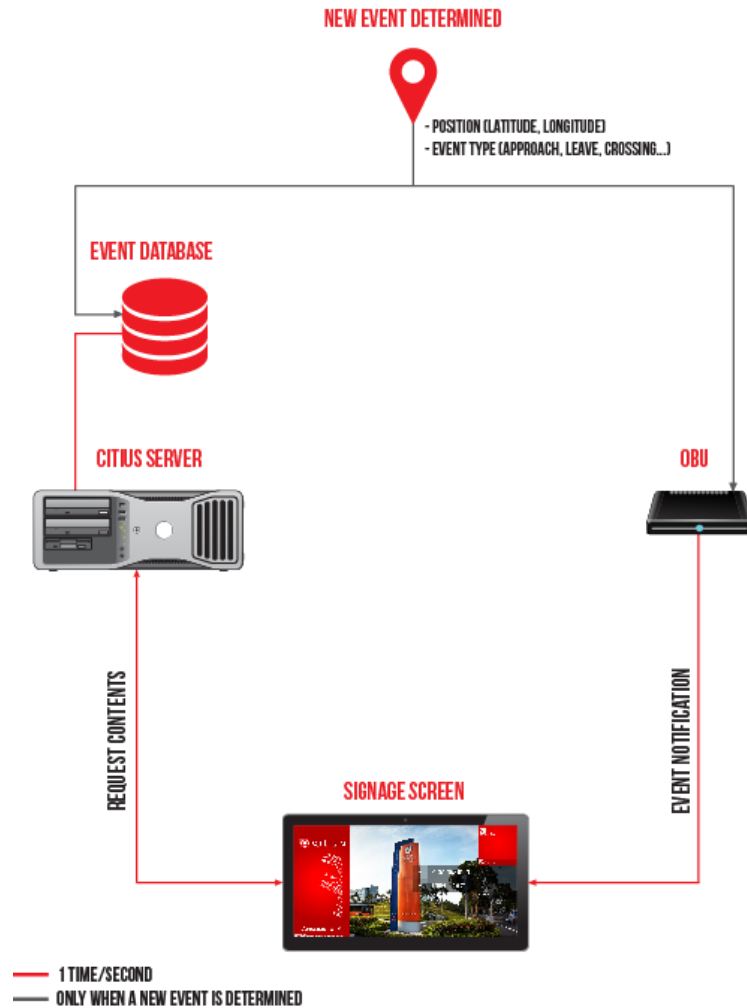 NEW EVENT DETERMINED
- POSITION (LATITUDE, LONGITUDE)
- EVENT TYPE (APPROACH, LEAVE, CROSSING...)
EVENT DATABASE
CITIUS SERVER
OBU
REQUEST CONTENTS
EVENT NOTIFICATION
SIGNAGE SCREEN
1 TIME/SECOND
ONLY WHEN A NEW EVENT IS DETERMINED